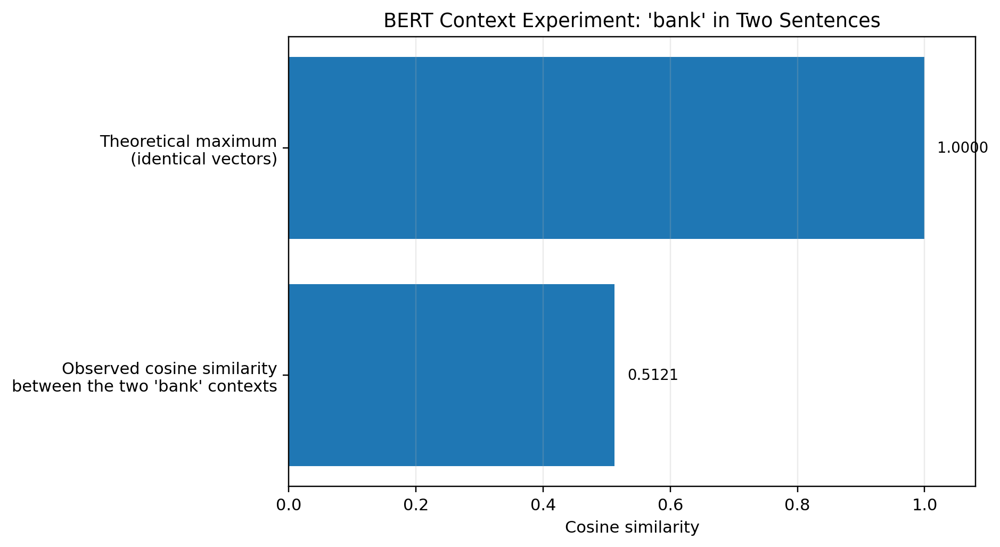 BERT Context Experiment: 'bank' in Two Sentences
Theoretical maximum
(identical vectors)
1.0000
Observed cosine similarity
between the two 'bank' contexts
0.5121
0.0 0.2 0.4 0.6 0.8 1.0
Cosine similarity